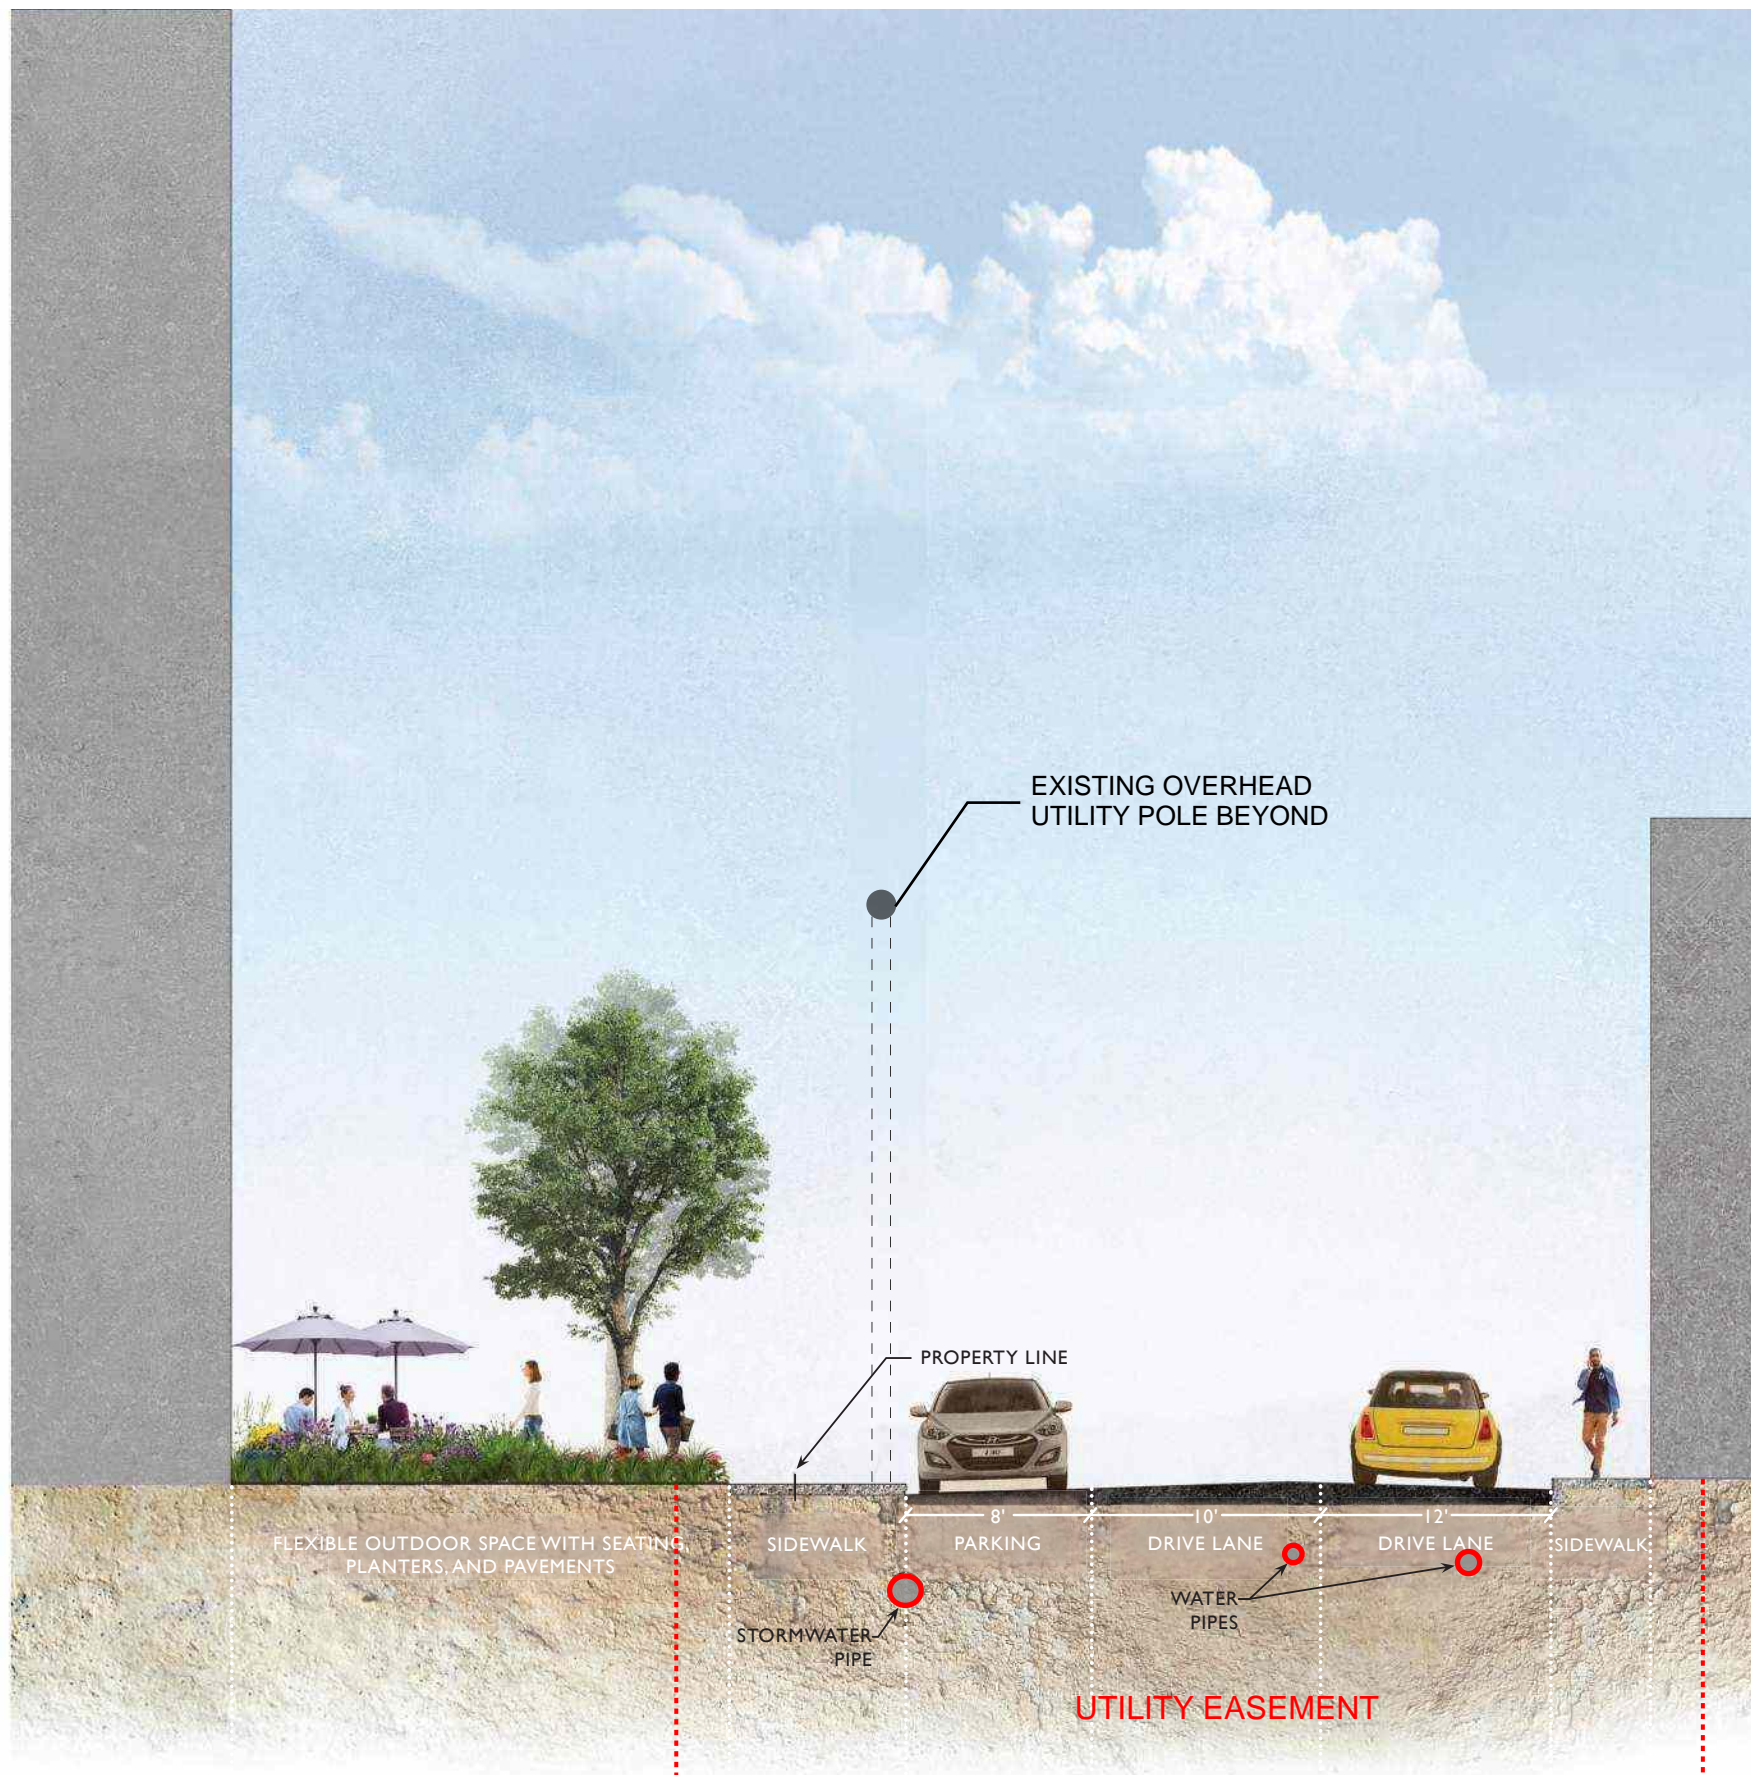 EXISTING OVERHEAD
UTILITY POLE BEYOND
PROPERTY LINE
8'
10'
12'
FLEXIBLE OUTDOOR SPACE WITH SEATING,
PLANTERS, AND PAVEMENTS
SIDEWALK
PARKING
DRIVE LANE
DRIVE LANE
SIDEWALK
WATER
PIPES
STORMWATER
PIPE
UTILITY EASEMENT